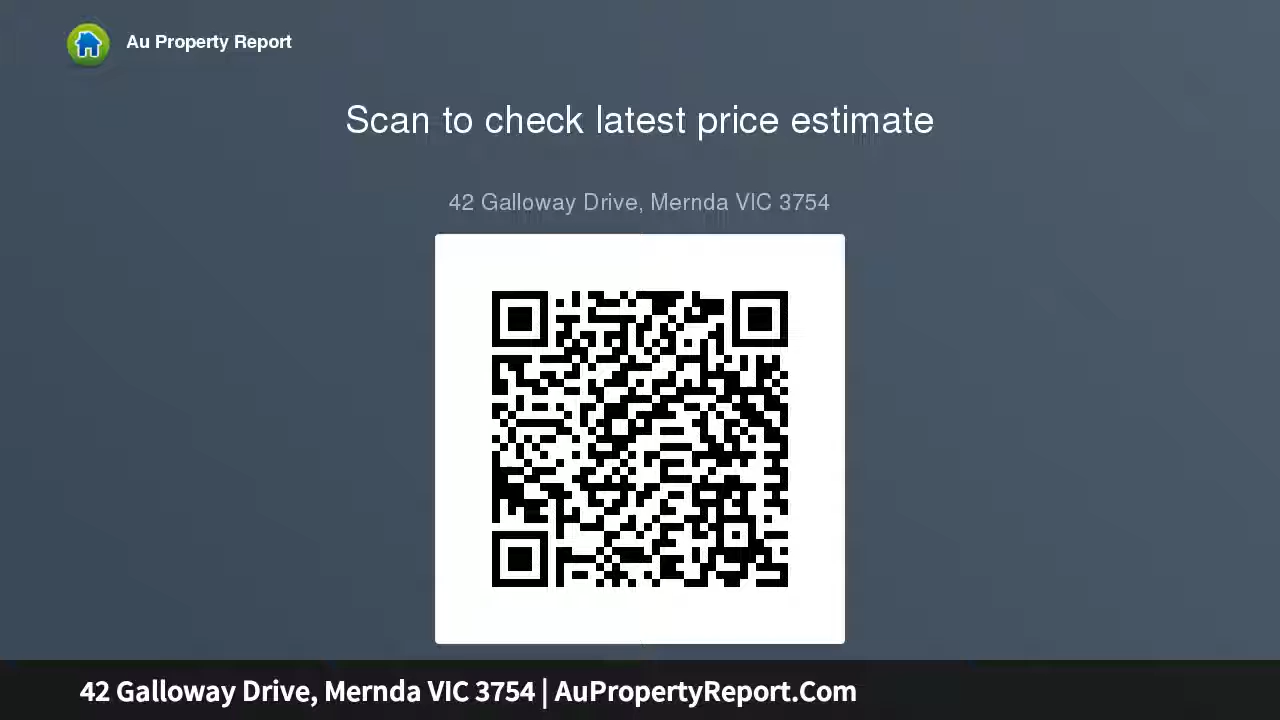 Au Property Report
Scan to check latest price estimate
42 Galloway Drive, Mernda VIC 3754
42 Galloway Drive, Mernda VIC 3754 | AuPropertyReport.Com